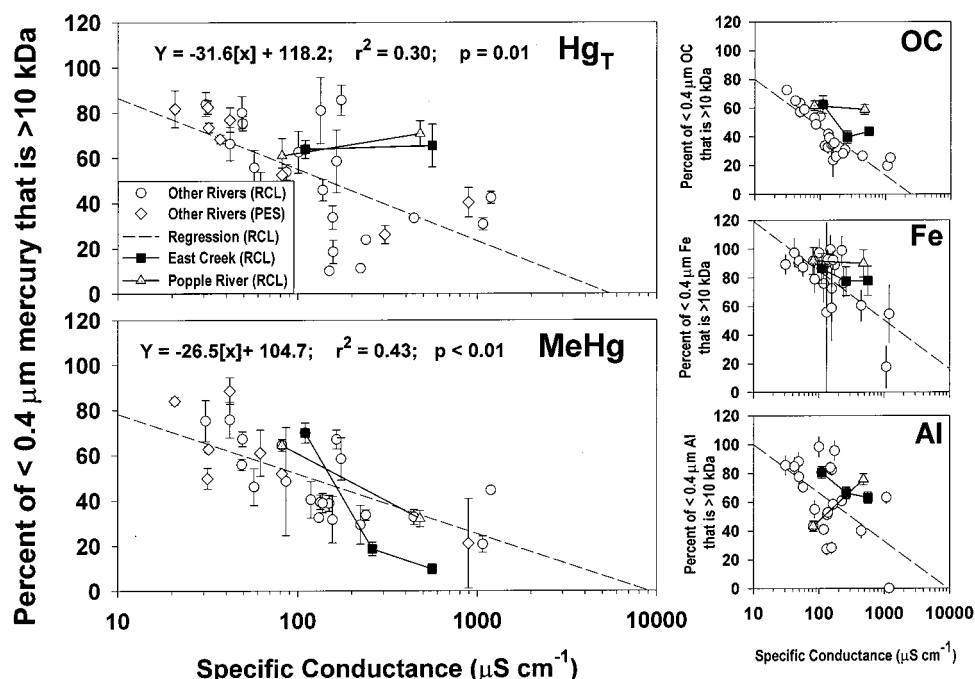 Percent of < 0.4 μm mercury that is >10 kDa
120
100
80
60
40
20
0
Y = -31.6[x] + 118.2; r² = 0.30; p = 0.01
Hg_T
Other Rivers (RCL)
Other Rivers (PES)
Regression (RCL)
East Creek (RCL)
Popple River (RCL)
10
100
1000
10000
120
100
80
60
40
20
0
Y = -26.5[x]+ 104.7; r² = 0.43; p < 0.01
MeHg
10
100
1000
10000
Specific Conductance (μS cm⁻¹)
Percent of < 0.4 μm OC
that is >10 kDa
120
100
80
60
40
20
0
OC
Percent of < 0.4 μm Fe
that is >10 kDa
120
100
80
60
40
20
0
Fe
Percent of < 0.4 μm Al
that is >10 kDa
120
100
80
60
40
20
0
Al
10
100
1000
10000
Specific Conductance (μS cm⁻¹)